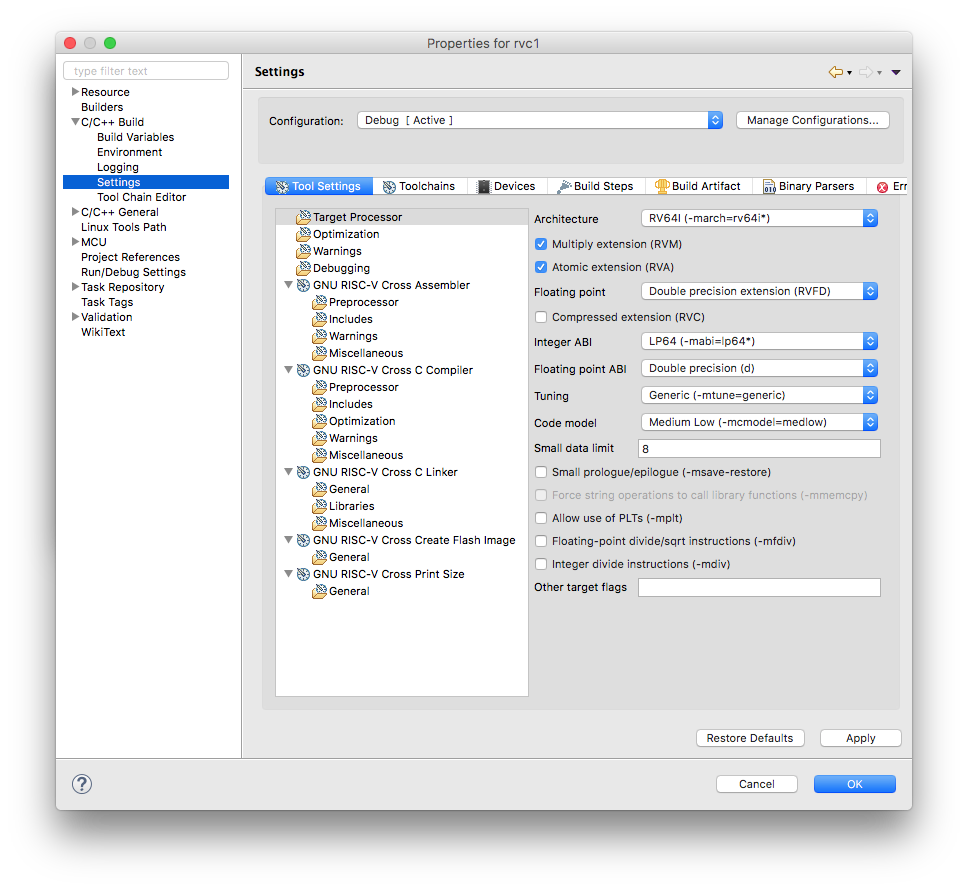 Properties for rvc1
type filter text
Resource
Builders
C/C++ Build
Build Variables
Environment
Logging
Settings
Tool Chain Editor
C/C++ General
Linux Tools Path
MCU
Project References
Run/Debug Settings
Task Repository
Task Tags
Validation
WikiText
Settings
Configuration: Debug [ Active ] Manage Configurations...
Tool Settings Toolchains Devices Build Steps Build Artifact Binary Parsers Err
Target Processor
Optimization
Warnings
Debugging
GNU RISC-V Cross Assembler
Preprocessor
Includes
Warnings
Miscellaneous
GNU RISC-V Cross C Compiler
Preprocessor
Includes
Optimization
Warnings
Miscellaneous
GNU RISC-V Cross C Linker
General
Libraries
Miscellaneous
GNU RISC-V Cross Create Flash Image
General
GNU RISC-V Cross Print Size
General
Architecture RV64I (-march=rv64i*)
Multiply extension (RVM)
Atomic extension (RVA)
Floating point Double precision extension (RVFD)
Compressed extension (RVC)
Integer ABI LP64 (-mabi=lp64*)
Floating point ABI Double precision (d)
Tuning Generic (-mtune=generic)
Code model Medium Low (-mcmodel=medlow)
Small data limit 8
Small prologue/epilogue (-msave-restore)
Force string operations to call library functions (-mmemcpy)
Allow use of PLTs (-mplt)
Floating-point divide/sqrt instructions (-mfdiv)
Integer divide instructions (-mdiv)
Other target flags
Restore Defaults Apply
? Cancel OK